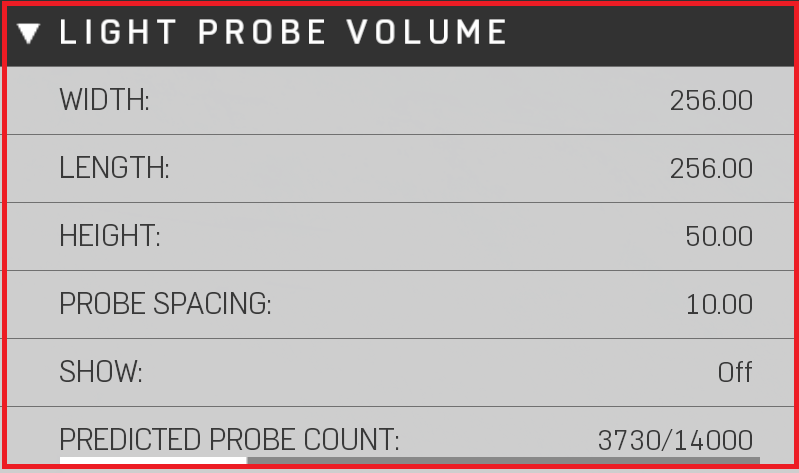 LIGHT PROBE VOLUME
WIDTH: 256.00
LENGTH: 256.00
HEIGHT: 50.00
PROBE SPACING: 10.00
SHOW: Off
PREDICTED PROBE COUNT: 3730/14000